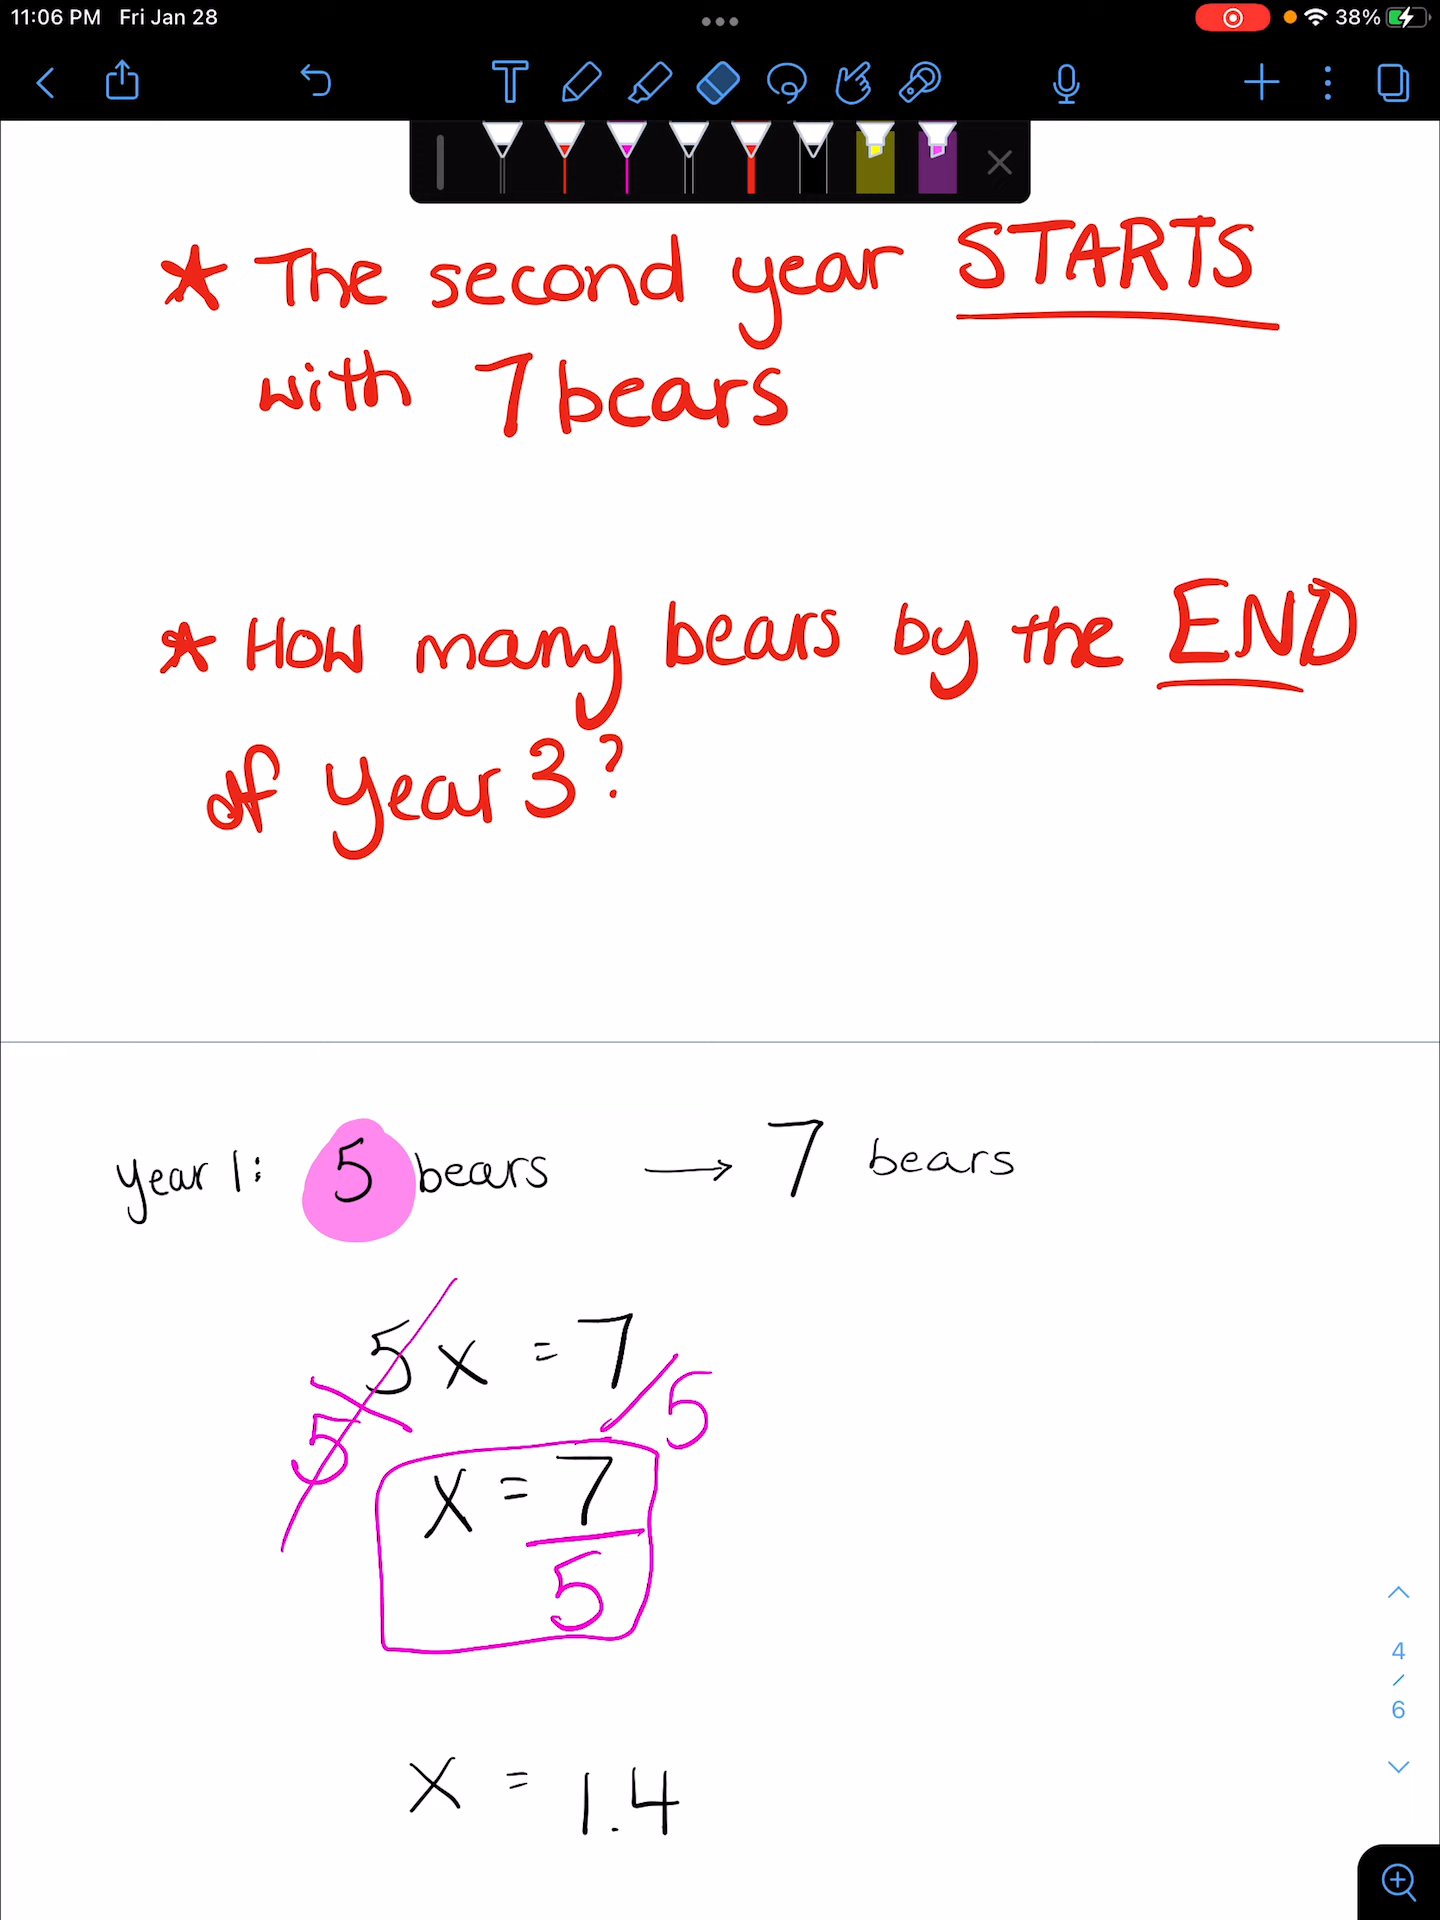 11:06 PM Fri Jan 28 38%
* The second year STARTS
with 7 bears
* How many bears by the END
of year 3?
year 1: 5 bears → 7 bears
5x = 7
5 / 5
x = 7
5
x = 1.4
4
/
6